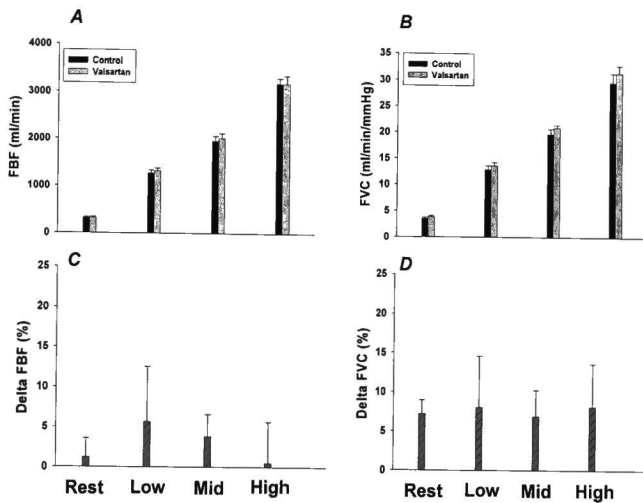 A
B
4000
3000
2000
1000
0
FBF (ml/min)
Control
Valsartan
35
30
25
20
15
10
5
0
FVC (ml/min/mmHg)
Control
Valsartan
C
D
25
20
15
10
5
0
Delta FBF (%)
25
20
15
10
5
0
Delta FVC (%)
Rest Low Mid High
Rest Low Mid High